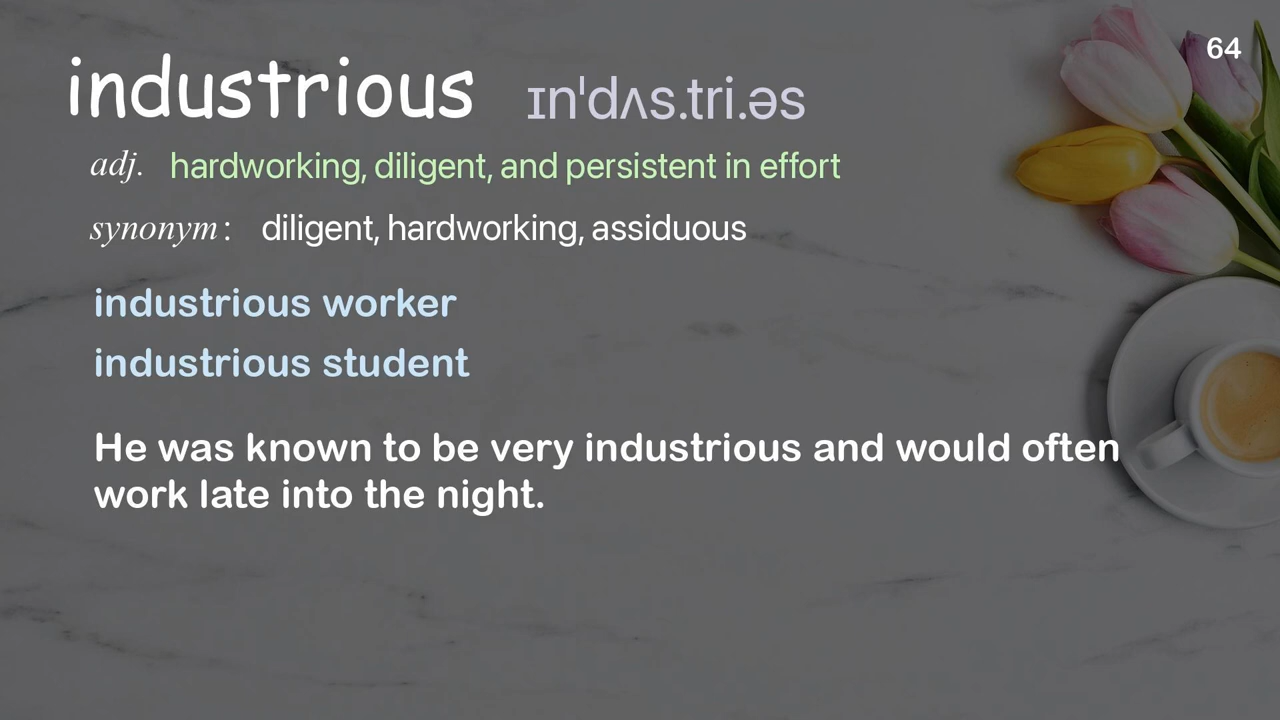 64
industrious ɪnˈdʌs.tri.əs
adj. hardworking, diligent, and persistent in effort
synonym: diligent, hardworking, assiduous
industrious worker
industrious student
He was known to be very industrious and would often
work late into the night.